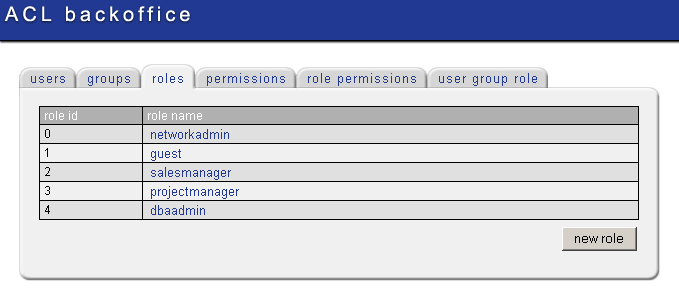 ACL backoffice
users groups roles permissions role permissions user group role
role id role name
0 networkadmin
1 guest
2 salesmanager
3 projectmanager
4 dbaadmin
new role